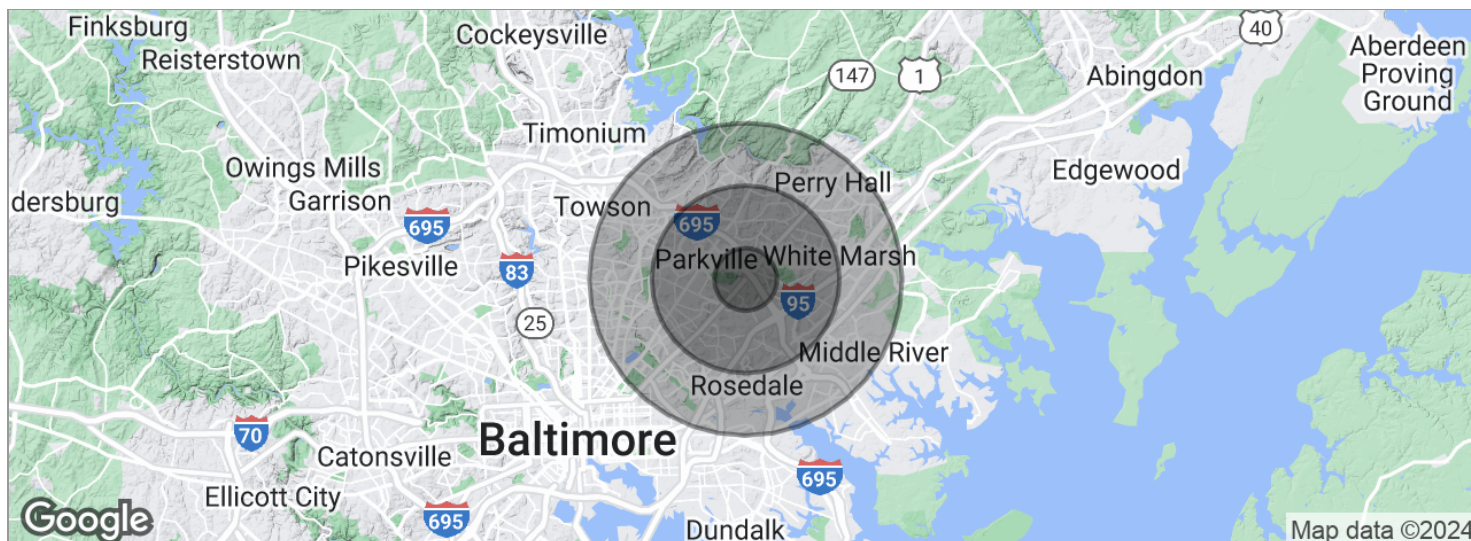 Finksburg
Reisterstown
Cockeysville
40
Aberdeen
Proving
Ground
147
1
Abingdon
Timonium
Owings Mills
Garrison
Perry Hall
Edgewood
dersburg
Towson
695
695
Pikesville
83
Parkville
White Marsh
95
25
Middle River
Rosedale
70
Baltimore
Catonsville
695
Ellicott City
695
Dundalk
Google
Map data ©2024